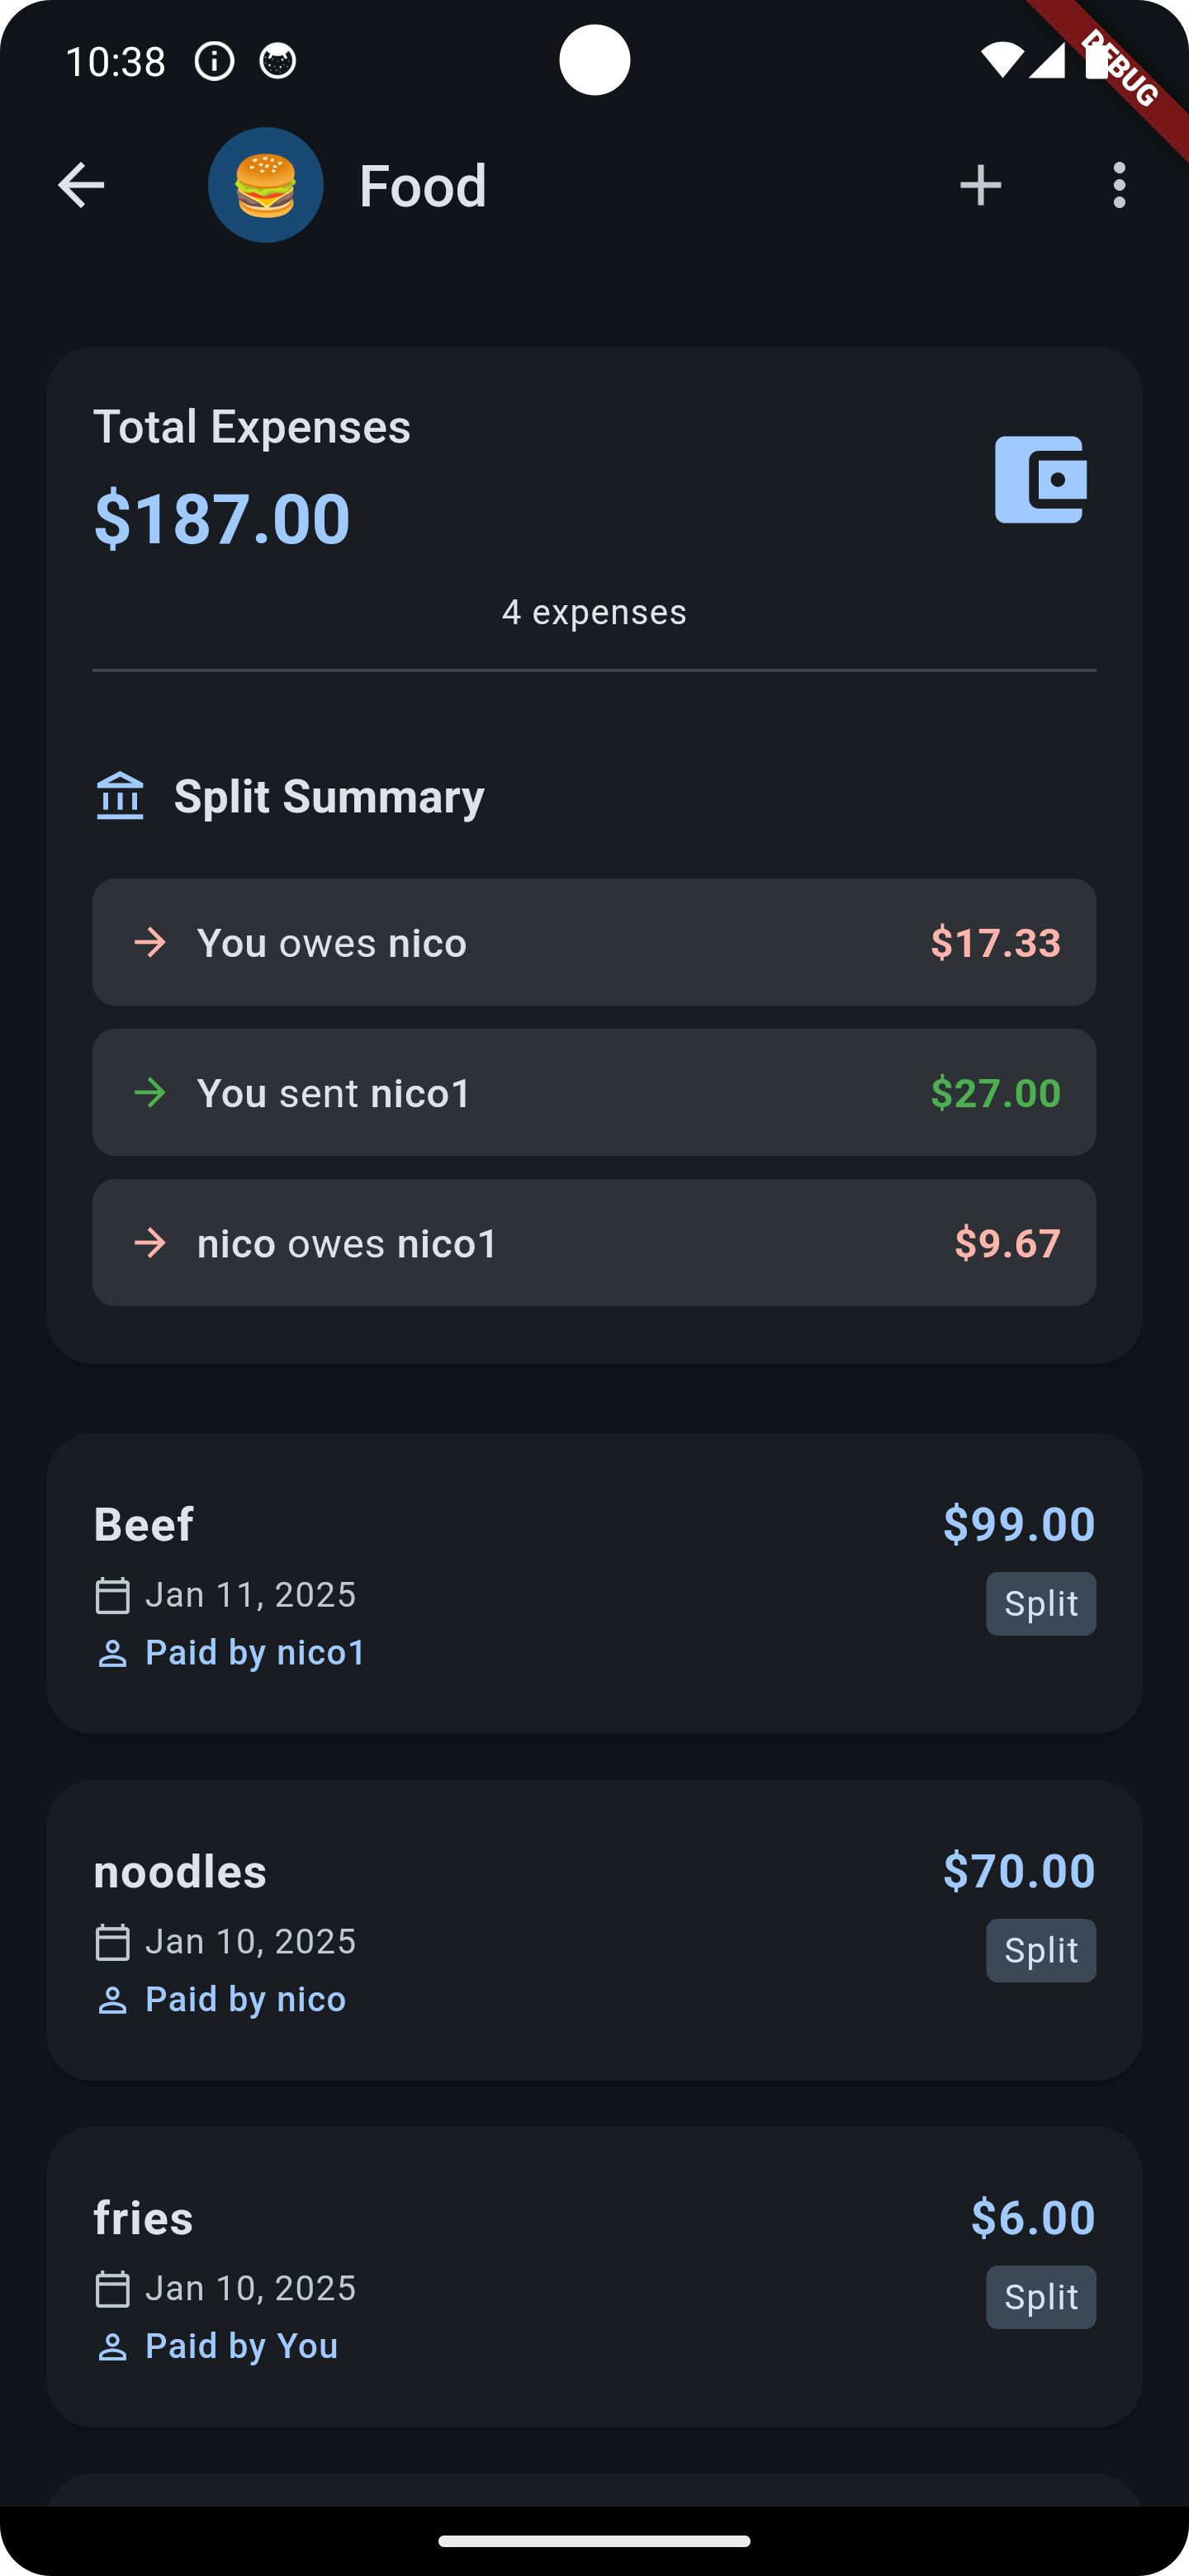 10:38
DEBUG
Food
Total Expenses
$187.00
4 expenses
Split Summary
You owes nico $17.33
You sent nico1 $27.00
nico owes nico1 $9.67
Beef $99.00
Jan 11, 2025 Split
Paid by nico1
noodles $70.00
Jan 10, 2025 Split
Paid by nico
fries $6.00
Jan 10, 2025 Split
Paid by You